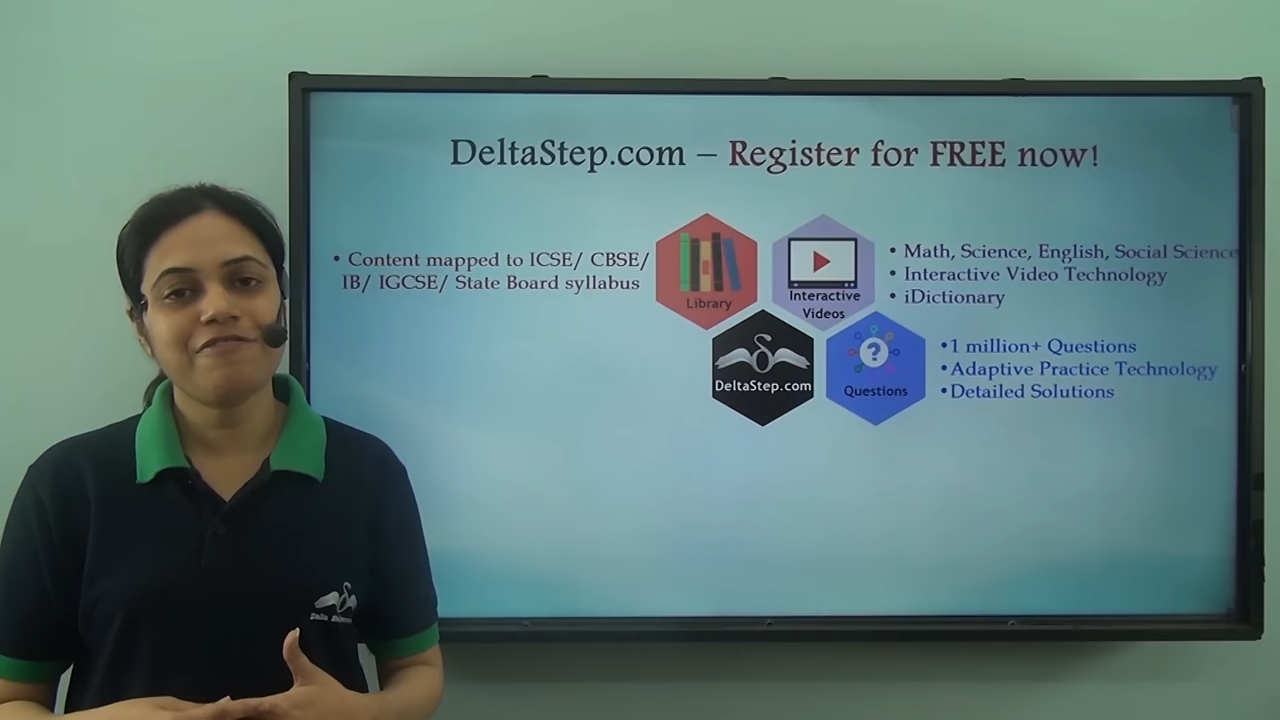 DeltaStep.com – Register for FREE now!
• Content mapped to ICSE/ CBSE/
IB/ IGCSE/ State Board syllabus
Library
Interactive
Videos
• Math, Science, English, Social Science
• Interactive Video Technology
• iDictionary
DeltaStep.com
Questions
•1 million+ Questions
•Adaptive Practice Technology
•Detailed Solutions
Delta